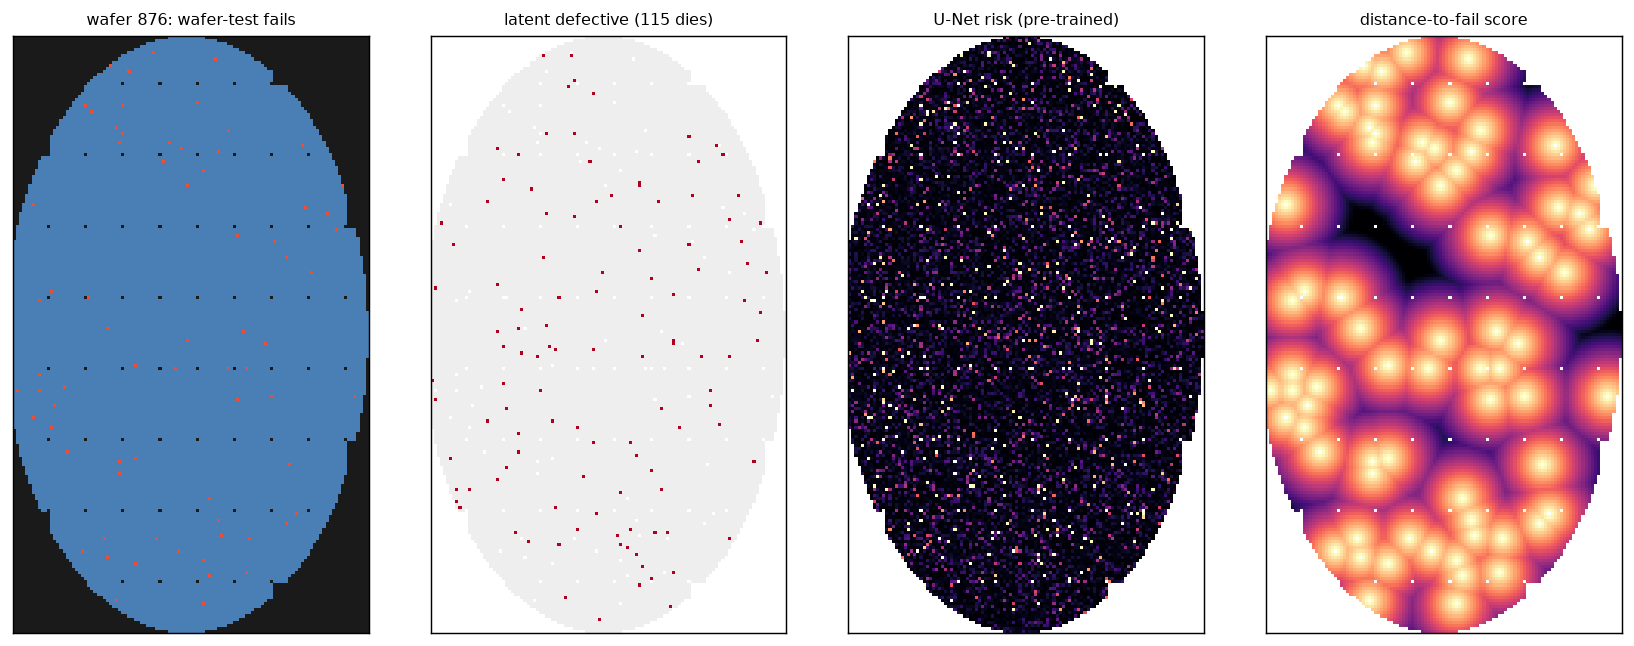 wafer 876: wafer-test fails
latent defective (115 dies)
U-Net risk (pre-trained)
distance-to-fail score